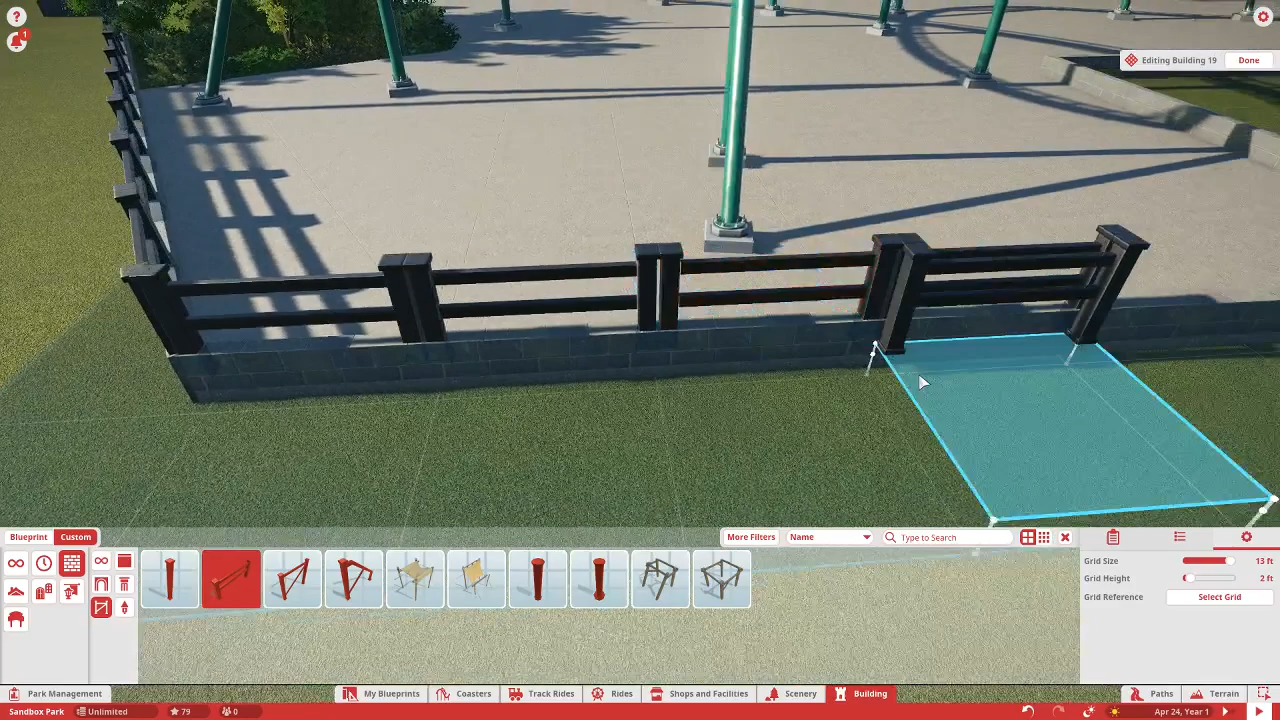 ?
1
Editing Building 19 Done
Blueprint Custom
More Filters Name Type to Search
Grid Size 13 ft
Grid Height 2 ft
Grid Reference Select Grid
Park Management My Blueprints Coasters Track Rides Rides Shops and Facilities Scenery Building Paths Terrain
Sandbox Park Unlimited 79 0 Apr 24, Year 1